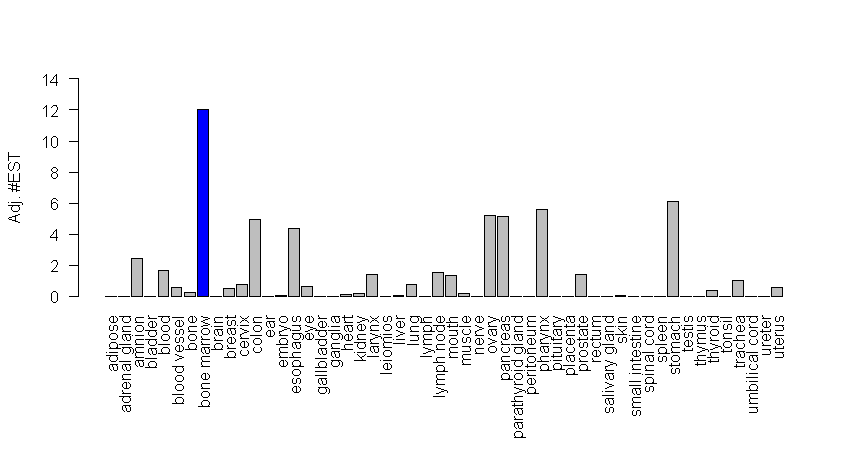 Adj. #EST
14
12
10
8
6
4
2
0
adipose
adrenal gland
amnion
bladder
blood
blood vessel
bone
bone marrow
brain
breast
cervix
colon
ear
embryo
esophagus
eye
gallbladder
ganglia
heart
kidney
larynx
leiomios
liver
lung
lymph
lymph node
mouth
muscle
nerve
ovary
pancreas
parathyroid gland
peritoneum
pharynx
pituitary
placenta
prostate
rectum
salivary gland
skin
small intestine
spinal cord
spleen
stomach
testis
thymus
thyroid
tonsil
trachea
umbilical cord
ureter
uterus